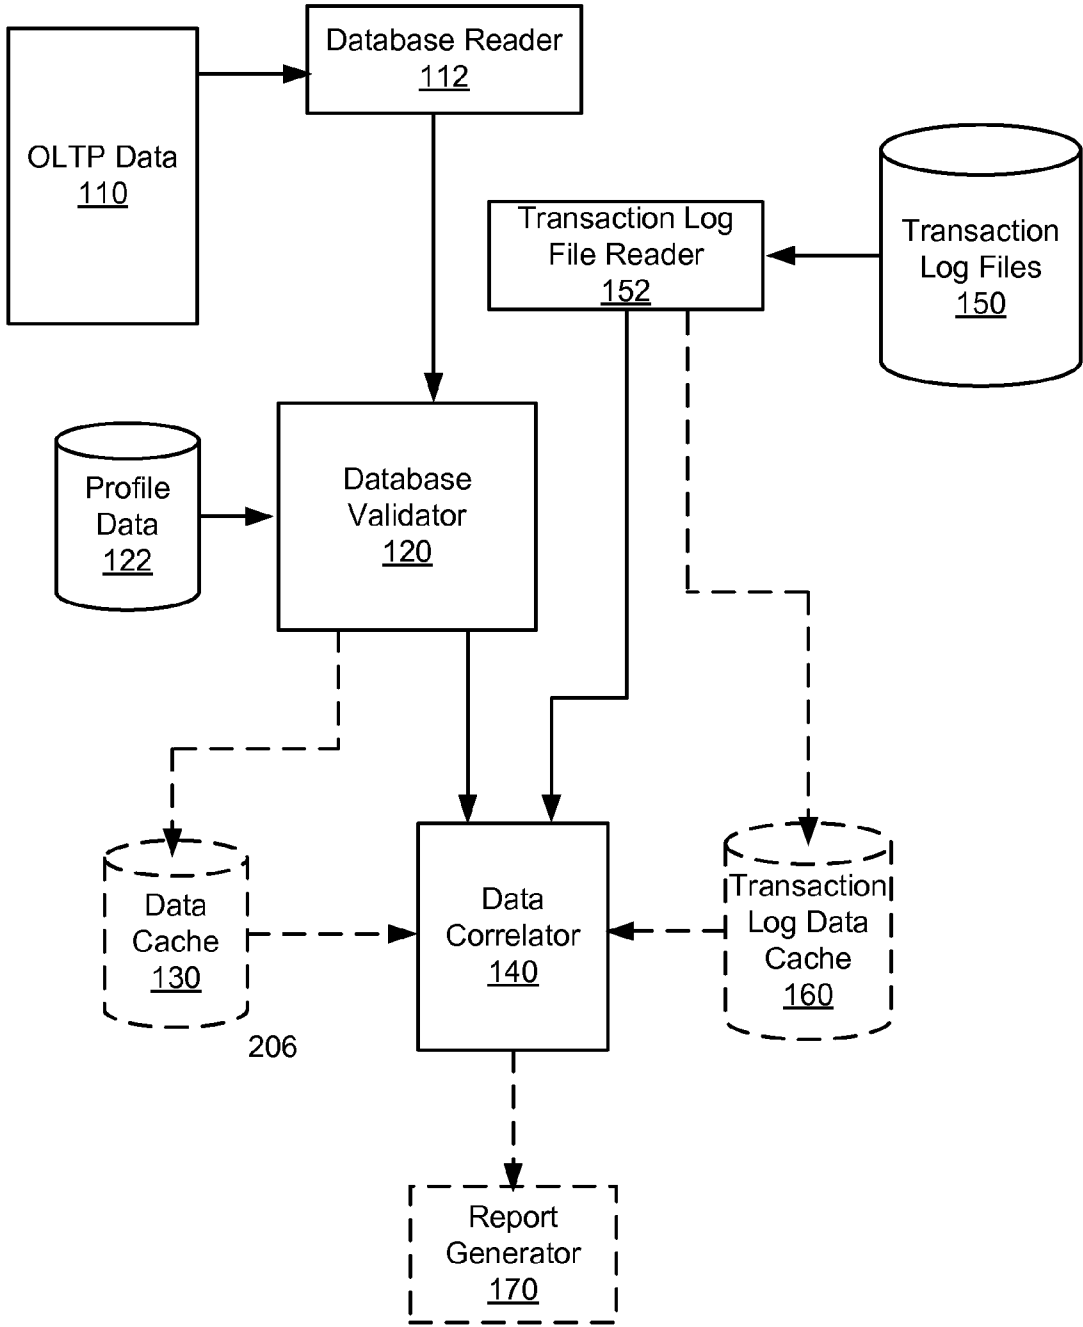 Database Reader
112
OLTP Data
110
Transaction Log
File Reader
152
Transaction
Log Files
150
Profile
Data
122
Database
Validator
120
Data
Cache
130
206
Data
Correlator
140
Transaction
Log Data
Cache
160
Report
Generator
170